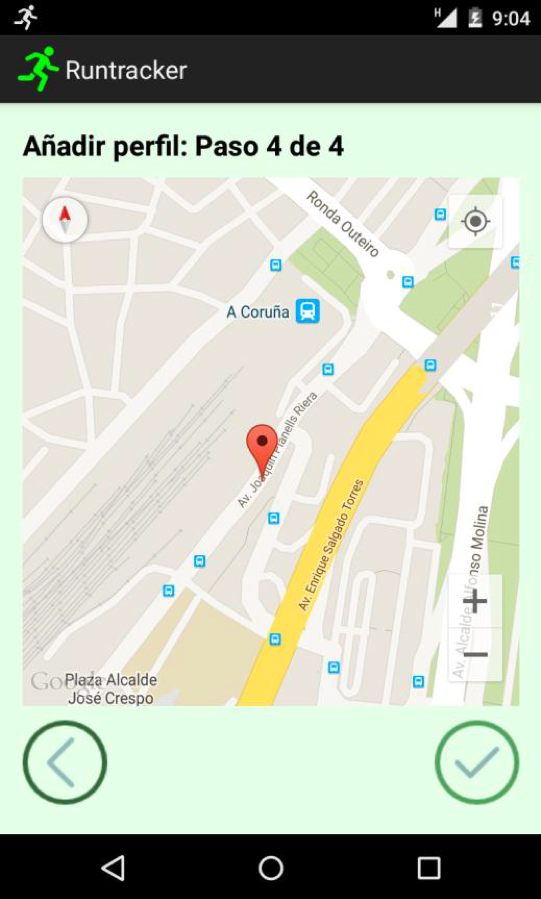 H 9:04
Runtracker
Añadir perfil: Paso 4 de 4
Ronda Outeiro
A Coruña
Av. Joaquín Planells Riera
Av. Enrique Salgado Torres
Av. Alcalde Alfonso Molina
Google
Plaza Alcalde
José Crespo